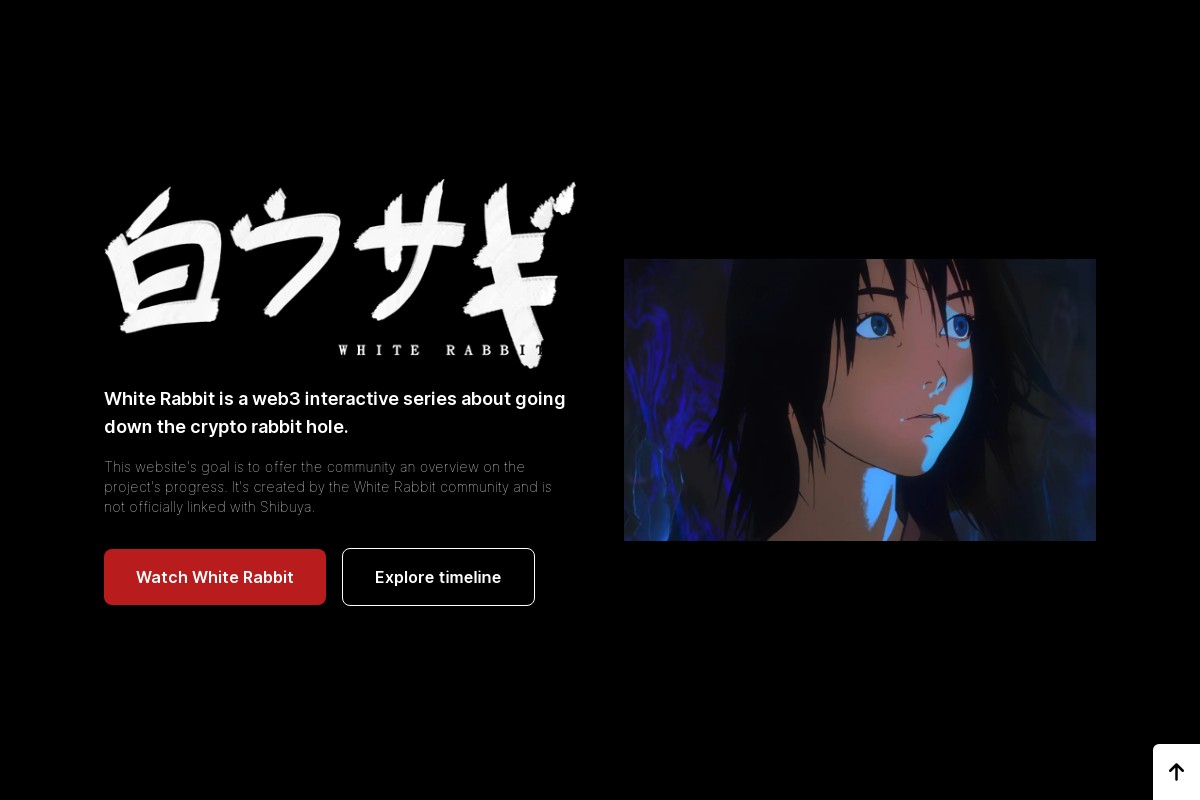 白ウサギ
WHITE RABBIT
White Rabbit is a web3 interactive series about going
down the crypto rabbit hole.
This website's goal is to offer the community an overview on the
project's progress. It's created by the White Rabbit community and is
not officially linked with Shibuya.
Watch White Rabbit
Explore timeline